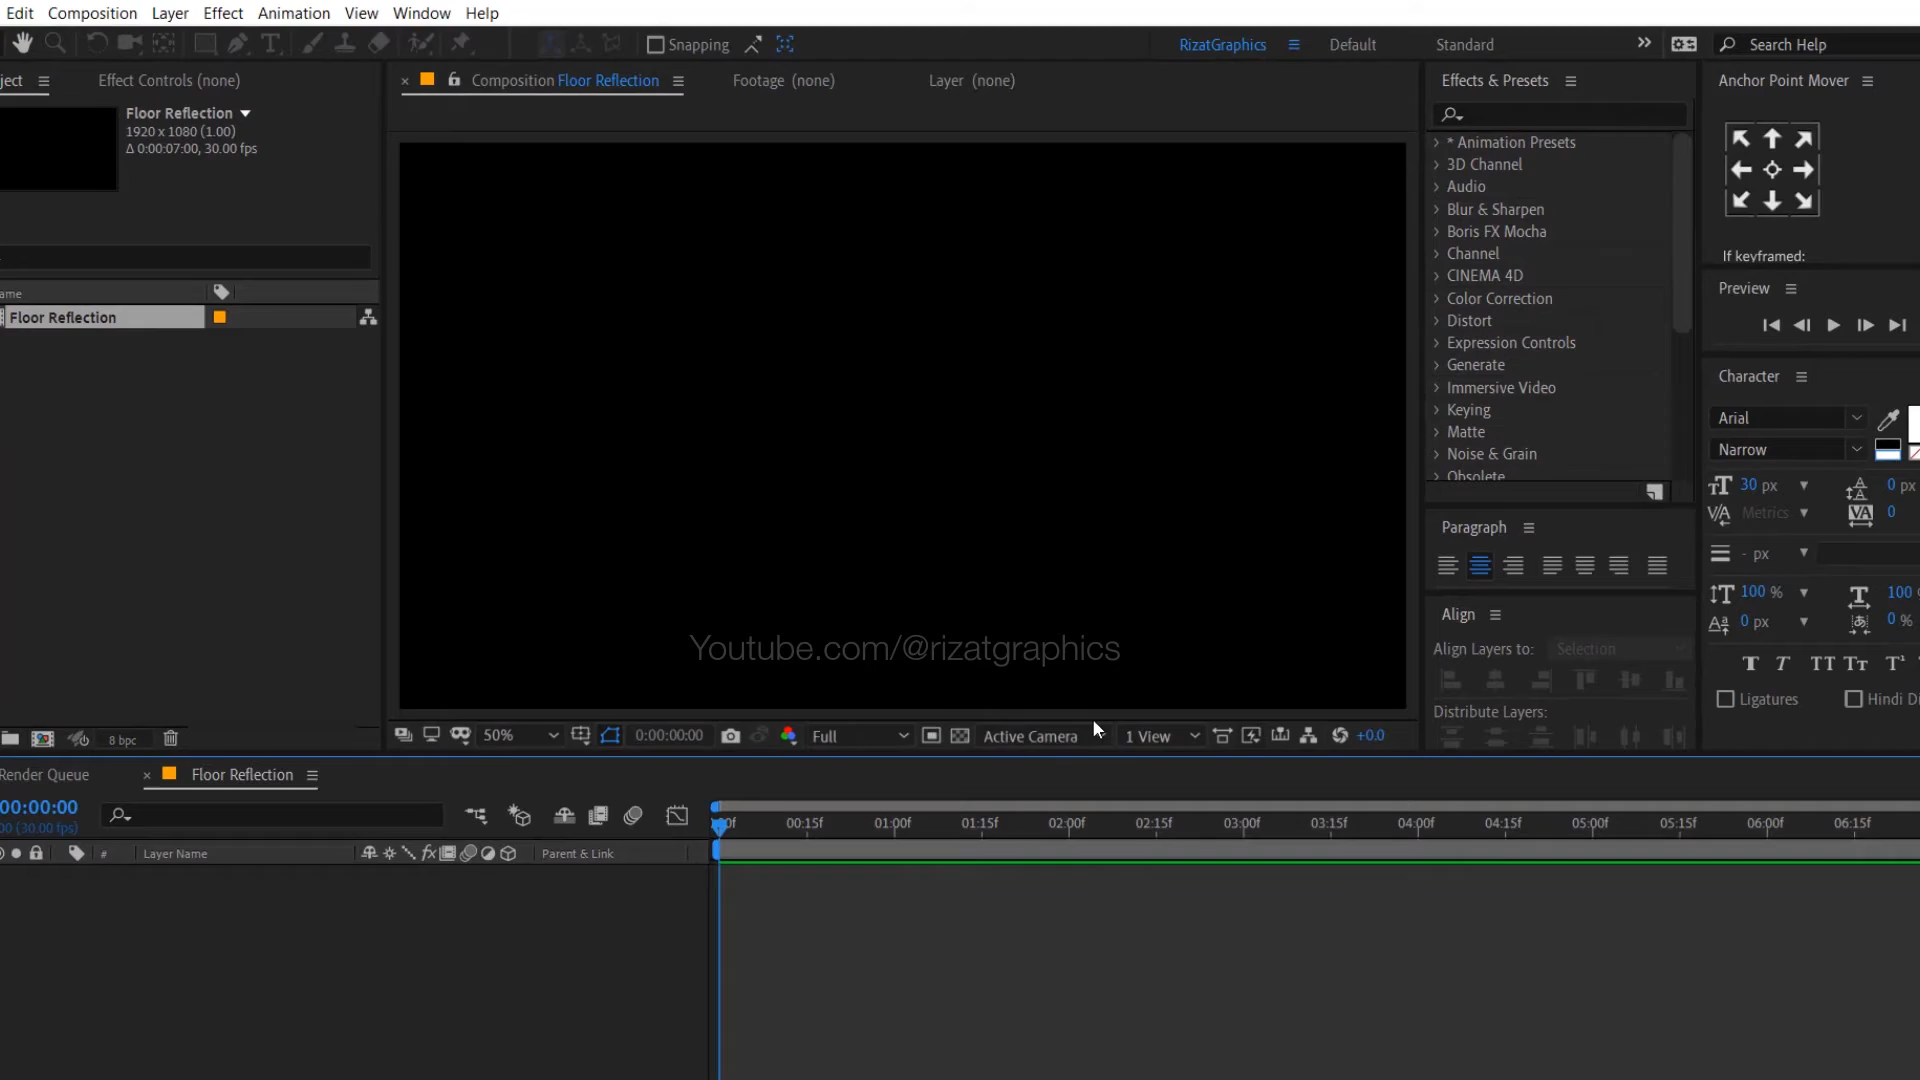 Edit Composition Layer Effect Animation View Window Help
Snapping RizatGraphics Default Standard Search Help
ject Effect Controls (none) Composition Floor Reflection Footage (none) Layer (none) Effects & Presets Anchor Point Mover
Floor Reflection
1920 x 1080 (1.00)
Δ 0:00:07:00, 30.00 fps
ame
Floor Reflection
8 bpc
Youtube.com/@rizatgraphics
50% 0:00:00:00 Full Active Camera 1 View +0.0
* Animation Presets
3D Channel
Audio
Blur & Sharpen
Boris FX Mocha
Channel
CINEMA 4D
Color Correction
Distort
Expression Controls
Generate
Immersive Video
Keying
Matte
Noise & Grain
Obsolete
Paragraph
Align
Align Layers to: Selection
Distribute Layers:
If keyframed:
Preview
Character
Arial
Narrow
30 px 0 px
Metrics 0
- px
100 % 100 %
0 px 0 %
T T TT Tt T¹
Ligatures Hindi Di
Render Queue Floor Reflection
00:00:00
00 (30.00 fps)
# Layer Name fx Parent & Link
:00f 00:15f 01:00f 01:15f 02:00f 02:15f 03:00f 03:15f 04:00f 04:15f 05:00f 05:15f 06:00f 06:15f